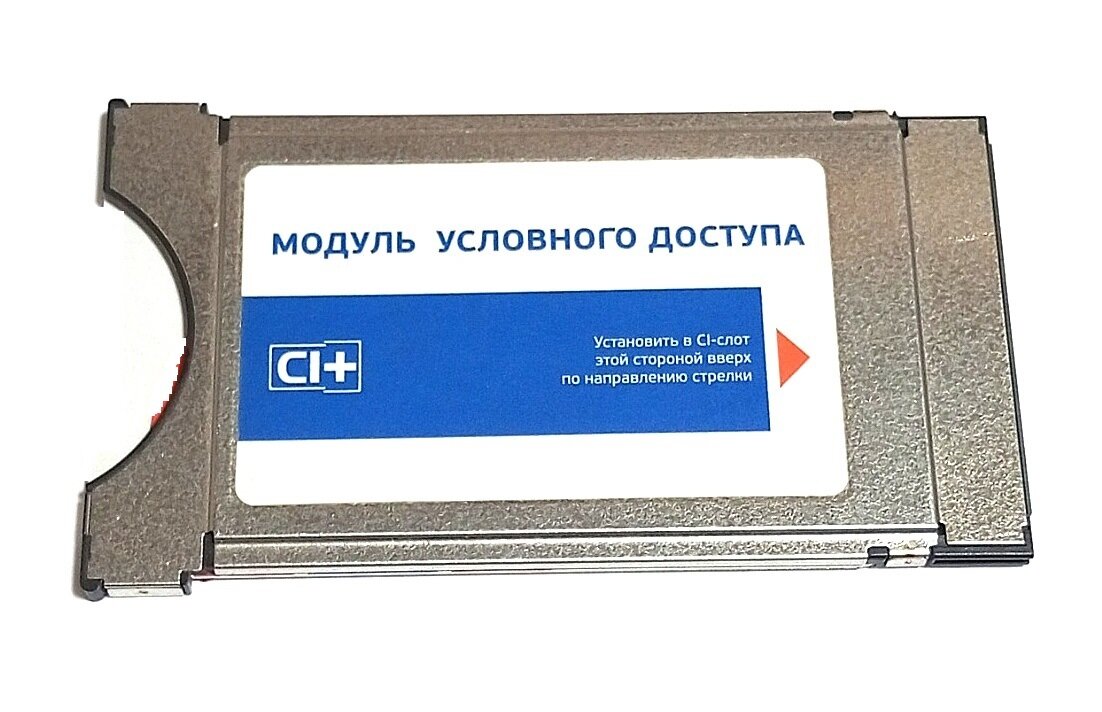 МОДУЛЬ УСЛОВНОГО ДОСТУПА
CI+
Установить в CI-слот
этой стороной вверх
по направлению стрелки